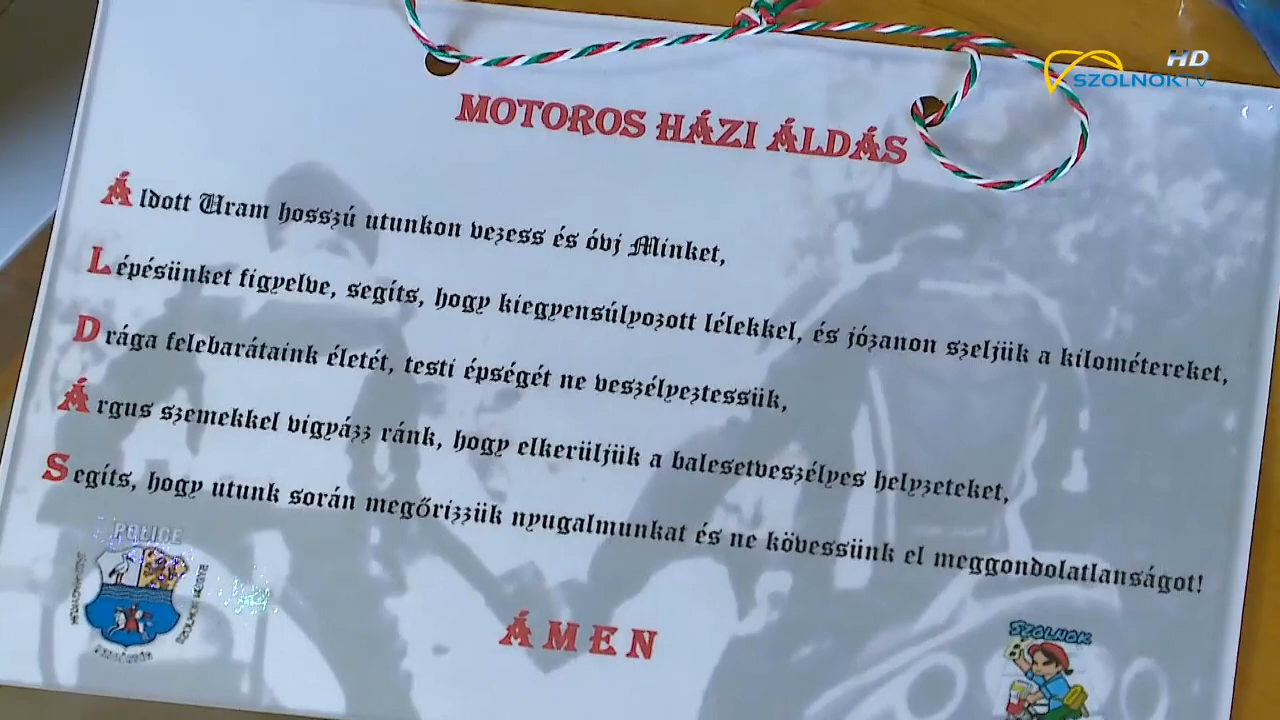 HD
SZOLNOKTV
MOTOROS HÁZI ÁLDÁS
Áldott Uram hosszú utunkon vezess és óvj Minket,
Lépésünket figyelve, segíts, hogy kiegyensúlyozott lélekkel, és józanon szeljük a kilométereket,
Drága felebarátaink életét, testi épségét ne veszélyeztessük,
Árgus szemekkel vigyázz ránk, hogy elkerüljük a balesetveszélyes helyzeteket,
Segíts, hogy utunk során megőrizzük nyugalmunkat és ne kövessünk el meggondolatlanságot!
ÁMEN
POLICE
SZOLNOK